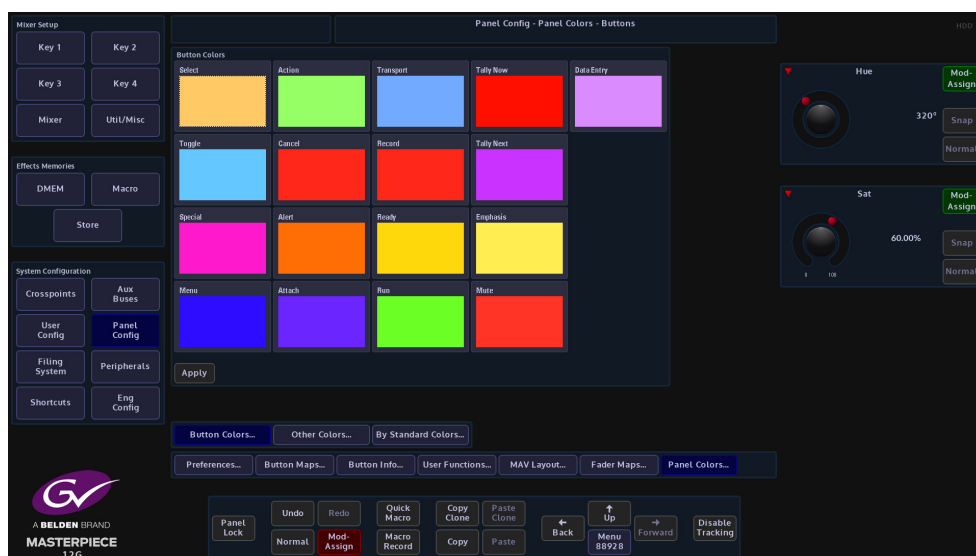 Mixer Setup
Panel Config - Panel Colors - Buttons
HDD
Key 1
Key 2
Key 3
Key 4
Mixer
Util/Misc
Button Colors
Select
Action
Transport
Tally Now
Data Entry
Toggle
Cancel
Record
Tally Next
Special
Alert
Ready
Emphasis
Menu
Attach
Run
Mute
Apply
Hue
Mod-
Assign
320°
Snap
Normal
Sat
Mod-
Assign
60.00%
Snap
0
100
Normal
Effects Memories
DMEM
Macro
Store
System Configuration
Crosspoints
Aux
Buses
User
Config
Panel
Config
Filing
System
Peripherals
Shortcuts
Eng
Config
Button Colors...
Other Colors...
By Standard Colors...
Preferences...
Button Maps...
Button Info...
User Functions...
MAV Layout...
Fader Maps...
Panel Colors...
GV
A BELDEN BRAND
MASTERPIECE
12G
Panel
Lock
Undo
Redo
Normal
Mod-
Assign
Quick
Macro
Macro
Record
Copy
Clone
Paste
Clone
Copy
Paste
Back
Up
Menu
88928
Forward
Disable
Tracking